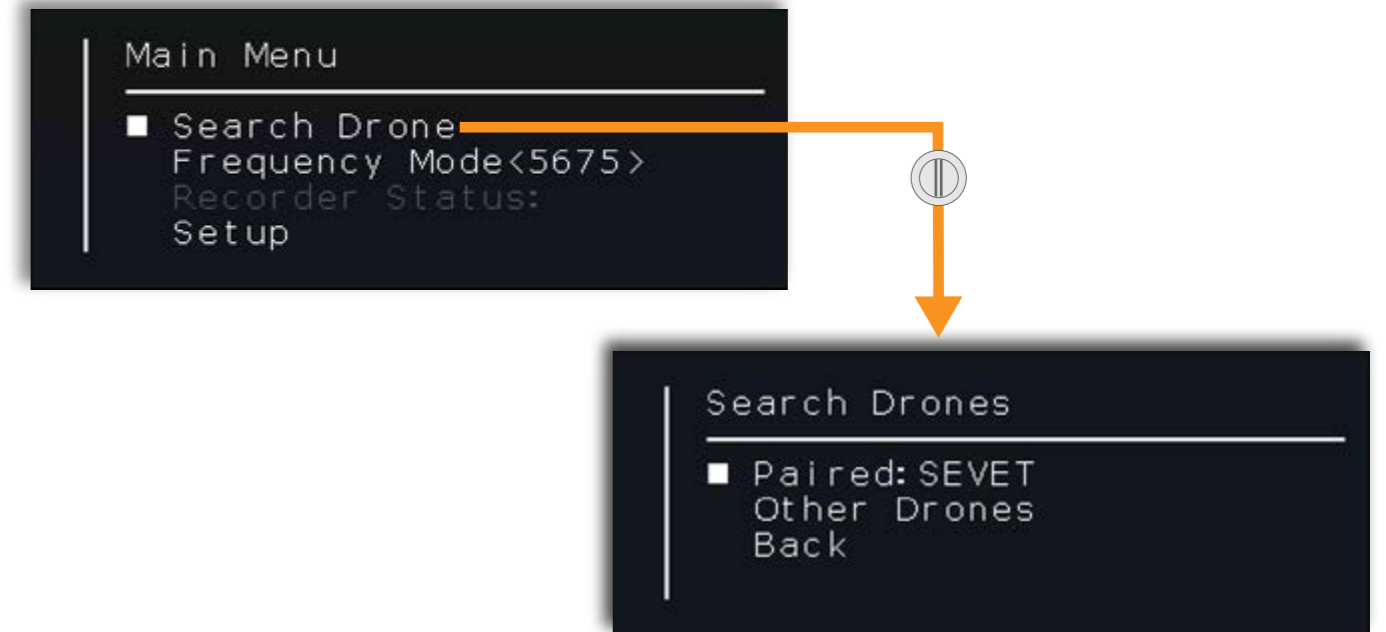 Main Menu
Search Drone
Frequency Mode<5675>
Recorder Status:
Setup
Search Drones
Paired: SEVET
Other Drones
Back